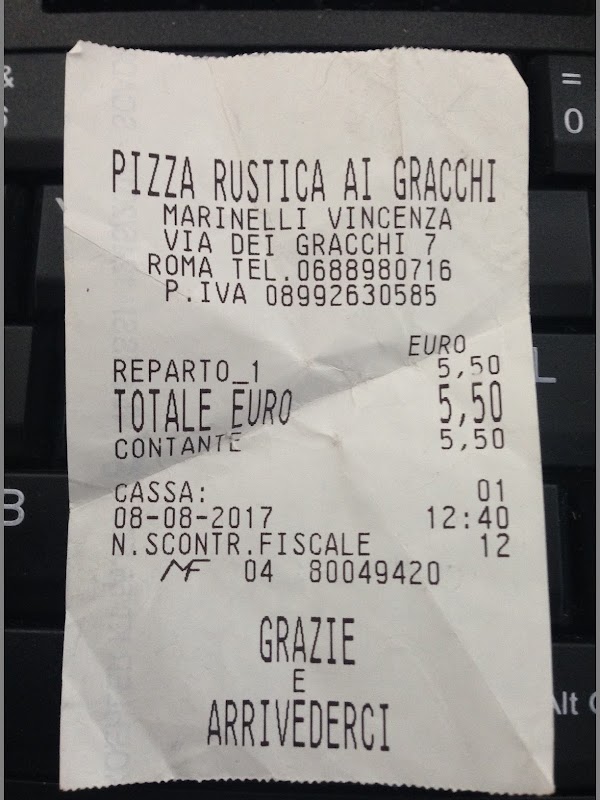 PIZZA RUSTICA AI GRACCHI
MARINELLI VINCENZA
VIA DEI GRACCHI 7
ROMA TEL.0688980716
P.IVA 08992630585
EURO
REPARTO_1 5,50
TOTALE EURO 5,50
CONTANTE 5,50
CASSA: 01
08-08-2017 12:40
N.SCONTR.FISCALE 12
MF 04 80049420
GRAZIE
E
ARRIVEDERCI
&
=
0
L
B
Alt